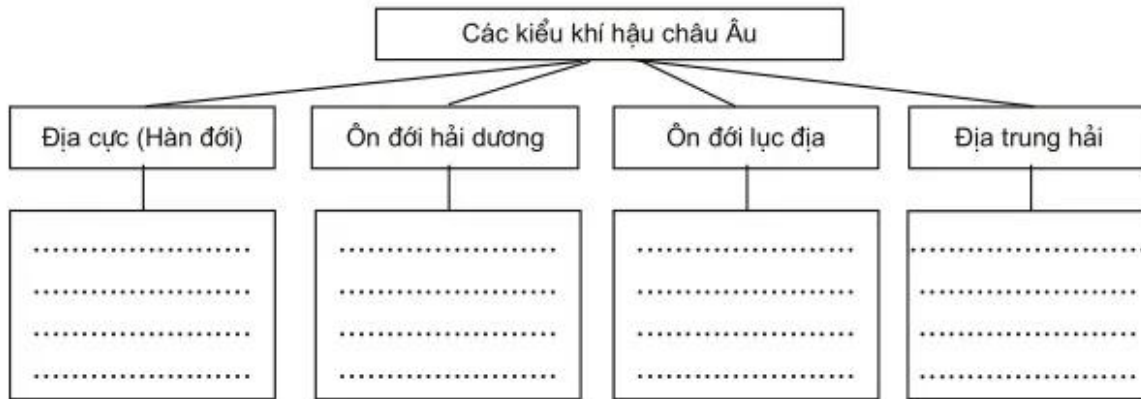 Các kiểu khí hậu châu Âu
Địa cực (Hàn đới)
Ôn đới hải dương
Ôn đới lục địa
Địa trung hải